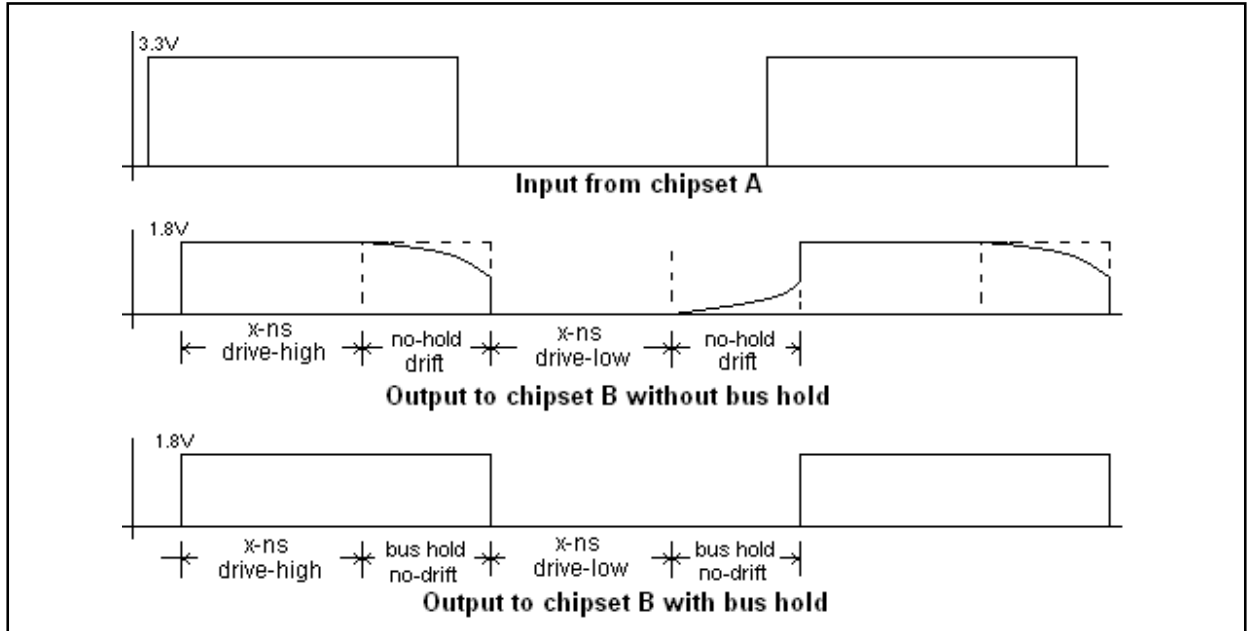 3.3V
Input from chipset A
1.8V
x-ns
drive-high
no-hold
drift
x-ns
drive-low
no-hold
drift
Output to chipset B without bus hold
1.8V
x-ns
drive-high
bus hold
no-drift
x-ns
drive-low
bus hold
no-drift
Output to chipset B with bus hold